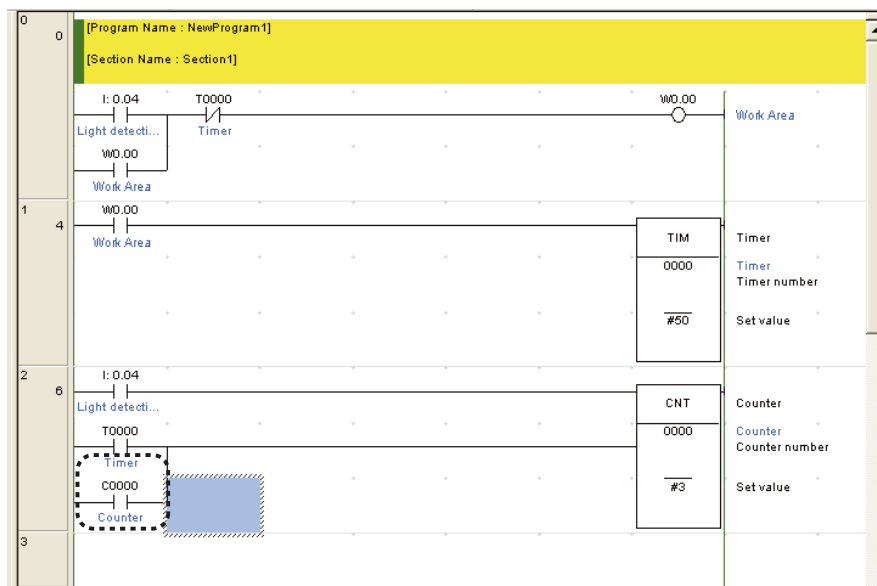 0
0
[Program Name : NewProgram1]
[Section Name : Section1]
I: 0.04
T0000
W0.00
Light detecti...
Timer
Work Area
W0.00
Work Area
1
4
W0.00
Work Area
TIM
Timer
0000
Timer
Timer number
#50
Set value
2
6
I: 0.04
Light detecti...
CNT
Counter
T0000
0000
Counter
Timer
Counter number
C0000
#3
Set value
Counter
3